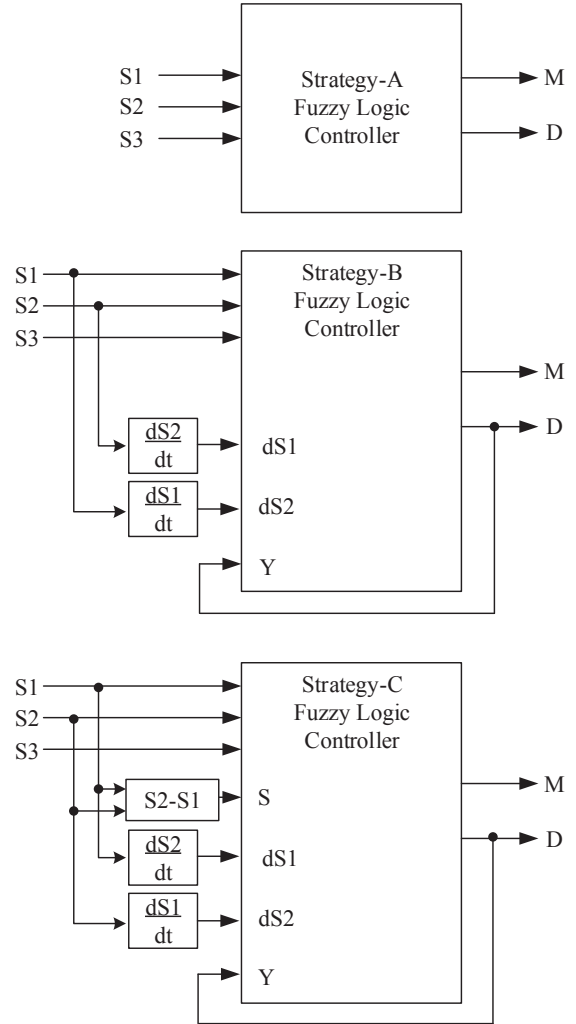 S1
S2
S3
Strategy-A
Fuzzy Logic
Controller
M
D
S1
S2
S3
Strategy-B
Fuzzy Logic
Controller
M
D
dS2
dt
dS1
dS1
dt
dS2
Y
S1
S2
S3
Strategy-C
Fuzzy Logic
Controller
M
D
S2-S1
S
dS2
dt
dS1
dS1
dt
dS2
Y